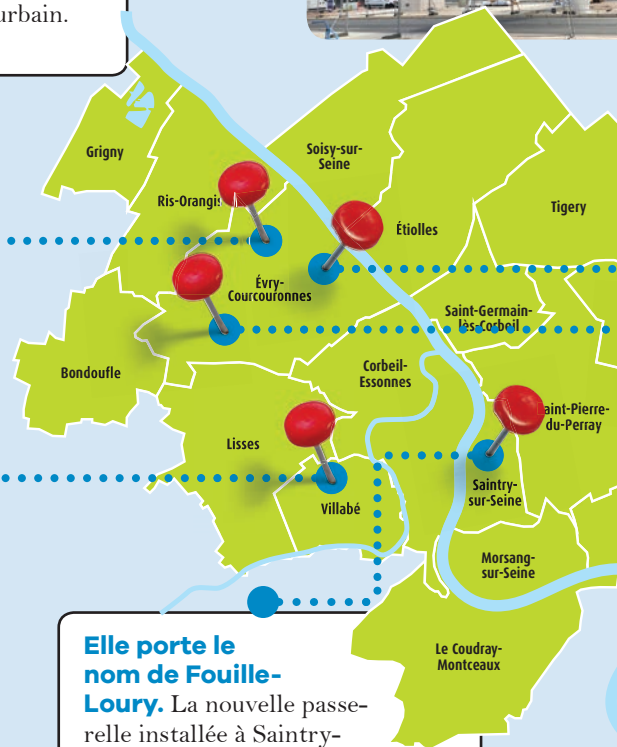 urbain.
Grigny
Soisy-sur-
Seine
Ris-Orangis
Étiolles
Tigery
Évry-
Courcouronnes
Saint-Germain-
lès-Corbeil
Corbeil-
Essonnes
Bondoufle
aint-Pierre-
du-Perray
Lisses
Villabé
Saintry-
sur-Seine
Morsang-
sur-Seine
Le Coudray-
Montceaux
Elle porte le
nom de Fouille-
Loury. La nouvelle passe-
relle installée à Saintry-